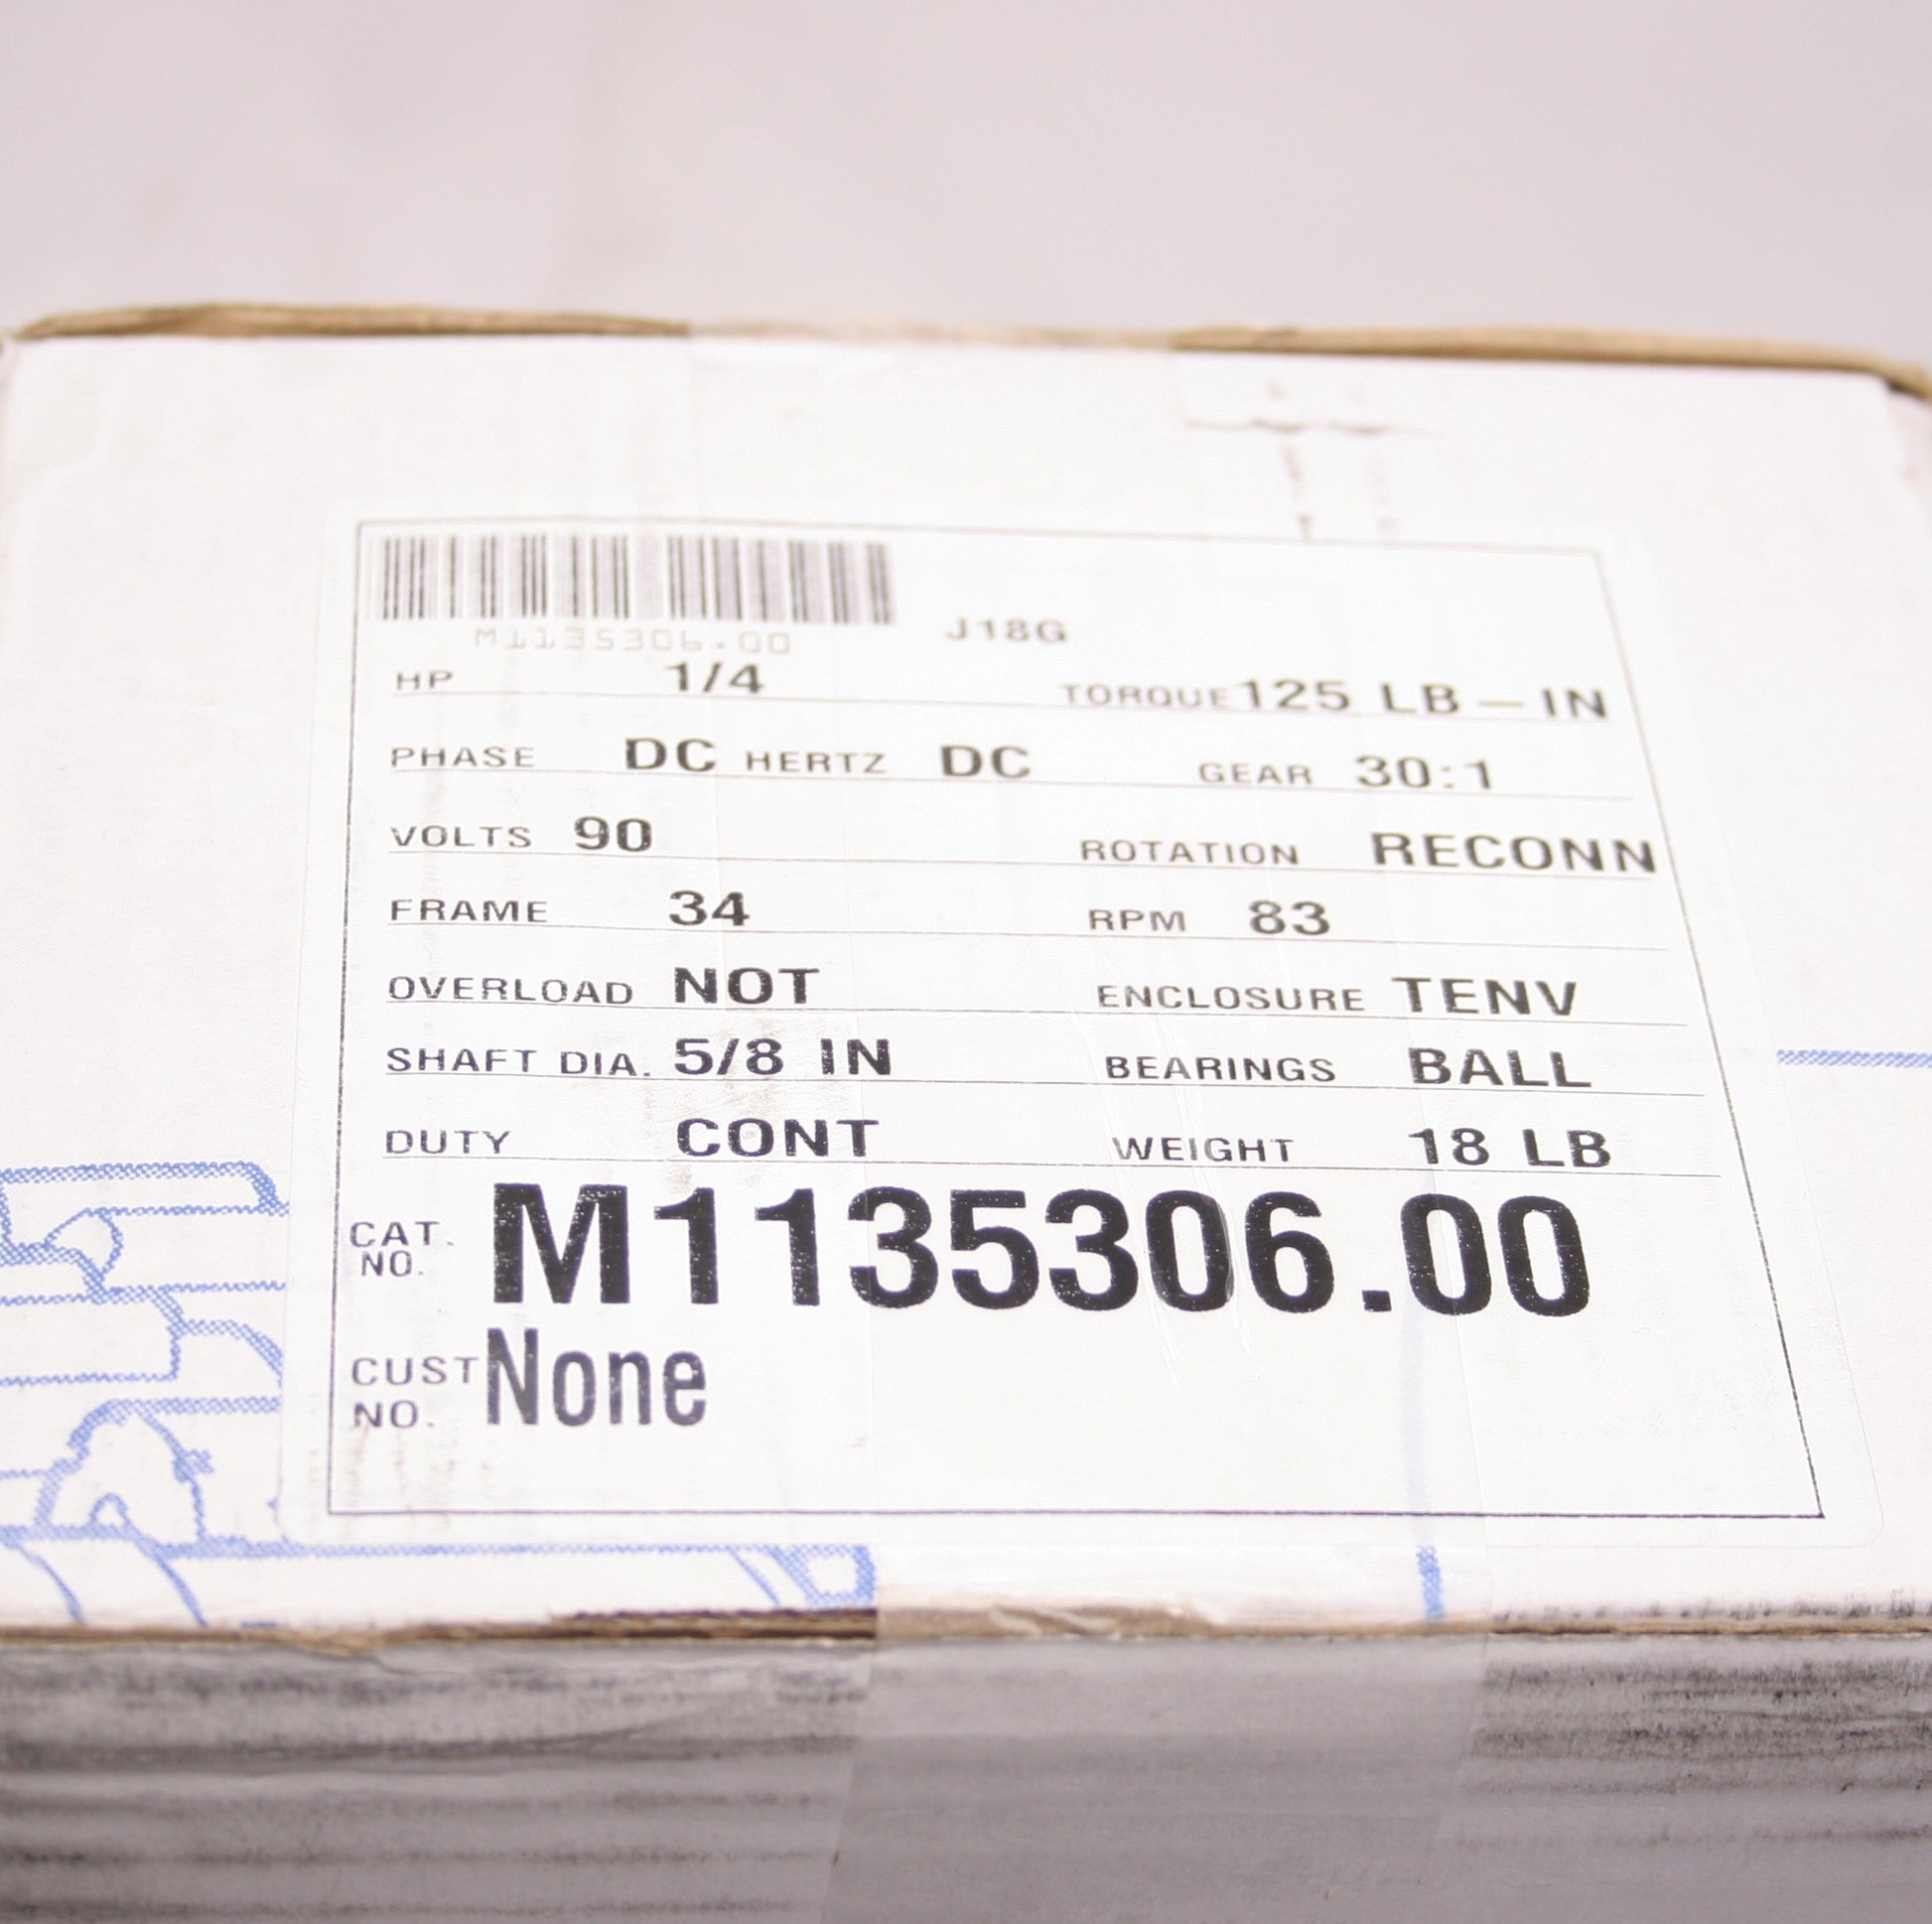 M1135306.00 J18G
HP 1/4 TORQUE 125 LB-IN
PHASE DC HERTZ DC GEAR 30:1
VOLTS 90 ROTATION RECONN
FRAME 34 RPM 83
OVERLOAD NOT ENCLOSURE TENV
SHAFT DIA. 5/8 IN BEARINGS BALL
DUTY CONT WEIGHT 18 LB
CAT. NO. M1135306.00
CUST NO. None